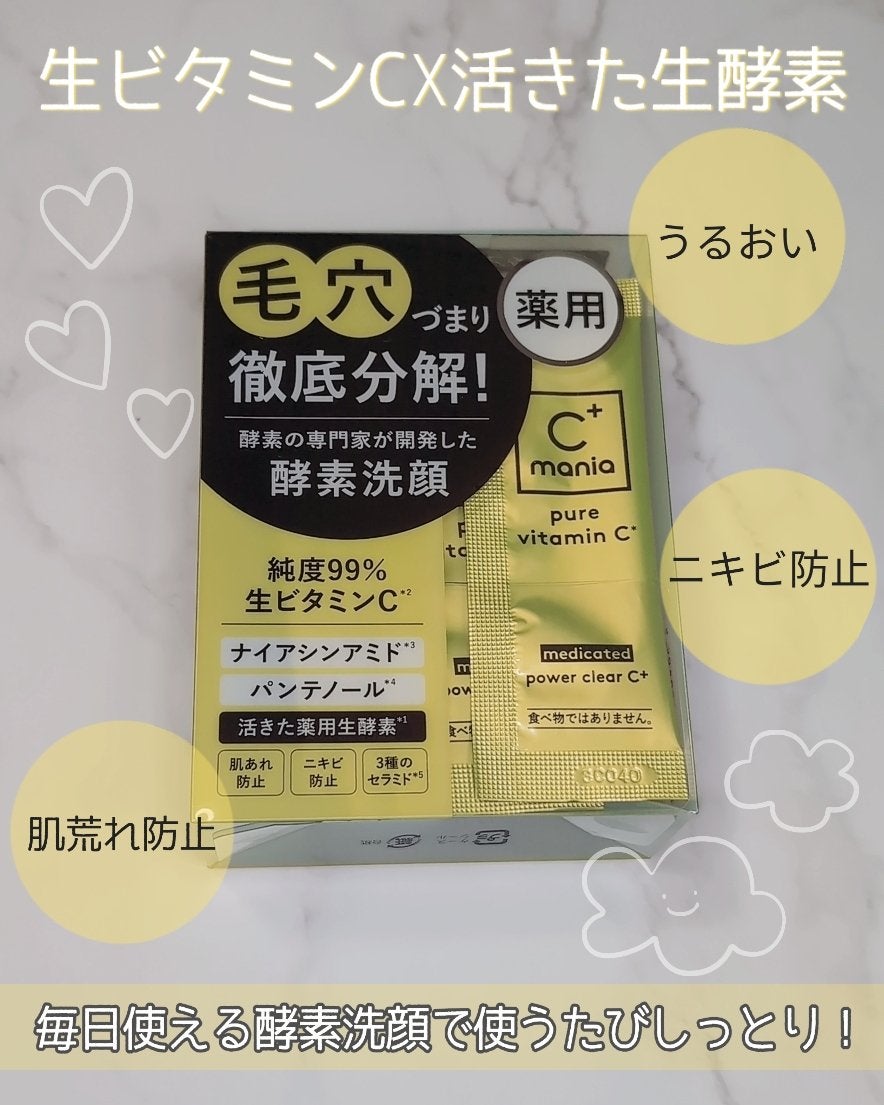 生ビタミンCX活きた生酵素
うるおい
毛穴づまり
徹底分解!
酵素の専門家が開発した
酵素洗顔
薬用
C+
mania
pure
vitamin C*
ニキビ防止
純度99%
生ビタミンC*2
ナイアシンアミド*3
パンテノール*4
活きた薬用生酵素*1
肌あれ
防止
ニキビ
防止
3種の
セラミド*5
medicated
power clear C+
食べ物ではありません。
3C040
肌荒れ防止
毎日使える酵素洗顔で使うたびしっとり！